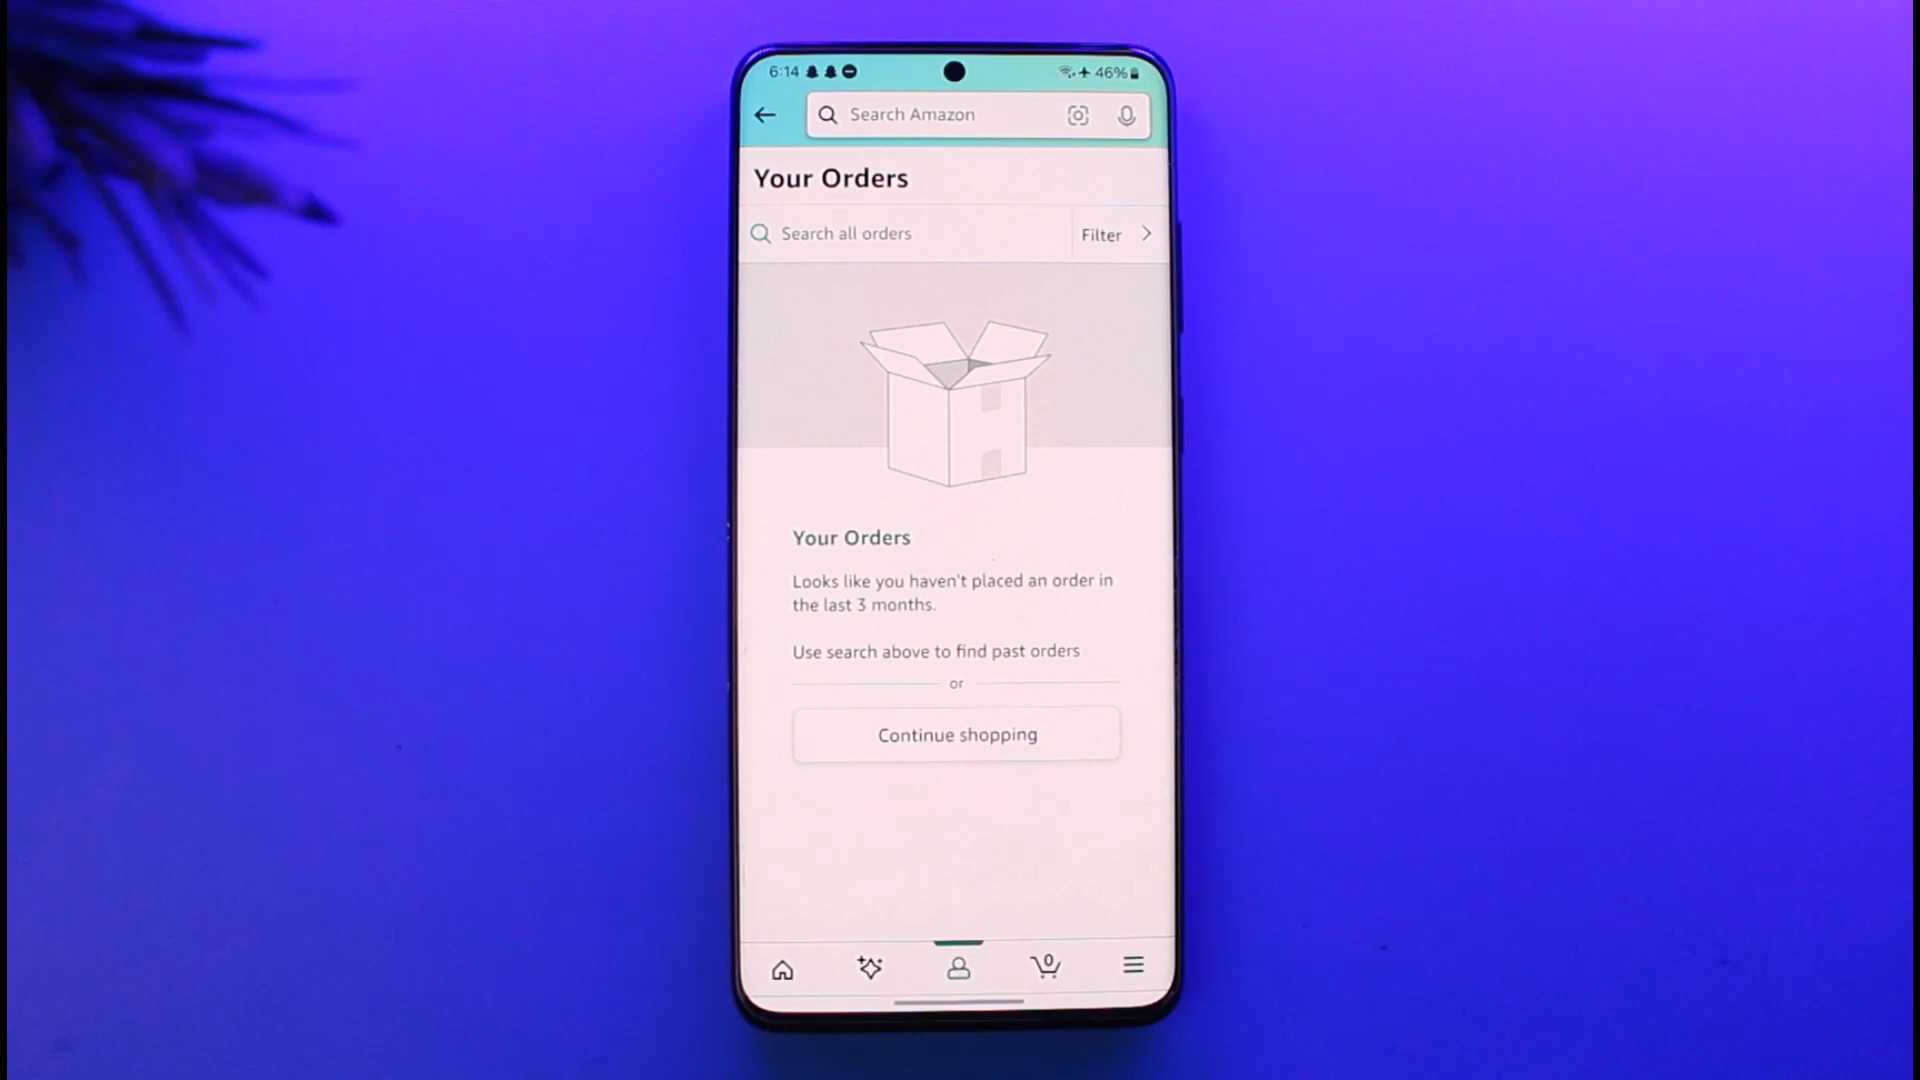 6:14
46%
Search Amazon
Your Orders
Search all orders
Filter
Your Orders
Looks like you haven't placed an order in
the last 3 months.
Use search above to find past orders
or
Continue shopping
0